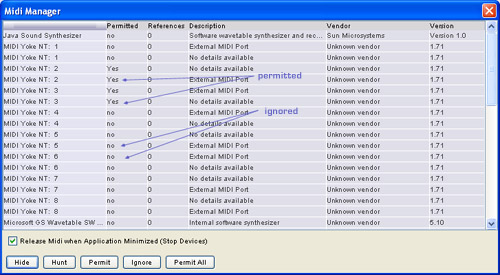 Midi Manager
Permitted References Description Vendor Version
Java Sound Synthesizer no 0 Software wavetable synthesizer and rec... Sun Microsystems Version 1.0
MIDI Yoke NT: 1 no 0 External MIDI Port Unknown vendor 1.71
MIDI Yoke NT: 1 no 0 No details available Unknown vendor 1.71
MIDI Yoke NT: 2 Yes 0 No details available Unknown vendor 1.71
MIDI Yoke NT: 2 Yes 0 External MIDI Port Unknown vendor 1.71
permitted
MIDI Yoke NT: 3 Yes 0 External MIDI Port Unknown vendor 1.71
MIDI Yoke NT: 3 Yes 0 No details available Unknown vendor 1.71
MIDI Yoke NT: 4 no 0 External MIDI Port Unknown vendor 1.71
ignored
MIDI Yoke NT: 4 no 0 No details available Unknown vendor 1.71
MIDI Yoke NT: 5 no 0 No details available Unknown vendor 1.71
MIDI Yoke NT: 5 no 0 External MIDI Port Unknown vendor 1.71
MIDI Yoke NT: 6 no 0 External MIDI Port Unknown vendor 1.71
MIDI Yoke NT: 6 no 0 No details available Unknown vendor 1.71
MIDI Yoke NT: 7 no 0 No details available Unknown vendor 1.71
MIDI Yoke NT: 7 no 0 External MIDI Port Unknown vendor 1.71
MIDI Yoke NT: 8 no 0 No details available Unknown vendor 1.71
MIDI Yoke NT: 8 no 0 External MIDI Port Unknown vendor 1.71
Microsoft GS Wavetable SW ... no 0 Internal software synthesizer Unknown vendor 5.10
Release Midi when Application Minimized (Stop Devices)
Hide Hunt Permit Ignore Permit All